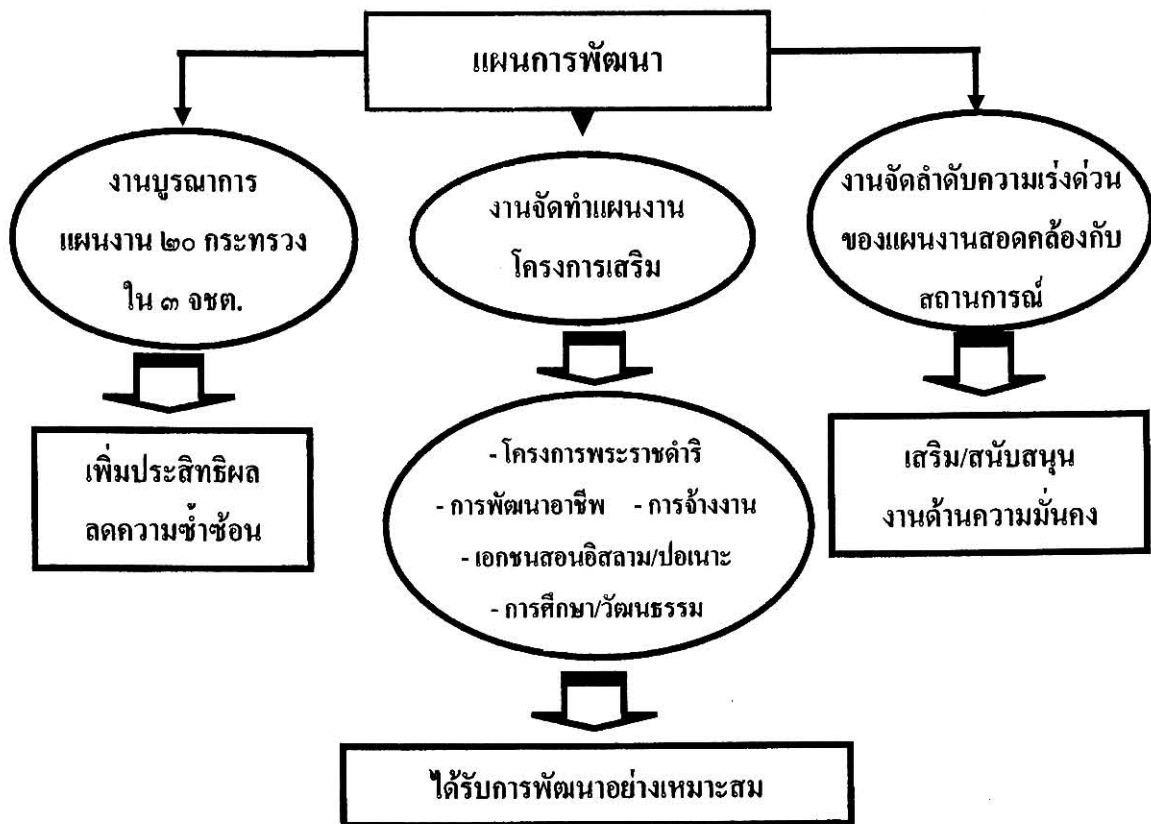 แผนการพัฒนา
งานบูรณาการ
แผนงาน ๒๐ กระทรวง
ใน ๓ จชต.
งานจัดทำแผนงาน
โครงการเสริม
งานจัดลำดับความเร่งด่วน
ของแผนงานสอดคล้องกับ
สถานการณ์
เพิ่มประสิทธิผล
ลดความซ้ำซ้อน
- โครงการพระราชดำริ
- การพัฒนาอาชีพ - การจ้างงาน
- เอกชนสอนอิสลาม/ปอเนาะ
- การศึกษา/วัฒนธรรม
เสริม/สนับสนุน
งานด้านความมั่นคง
ได้รับการพัฒนาอย่างเหมาะสม